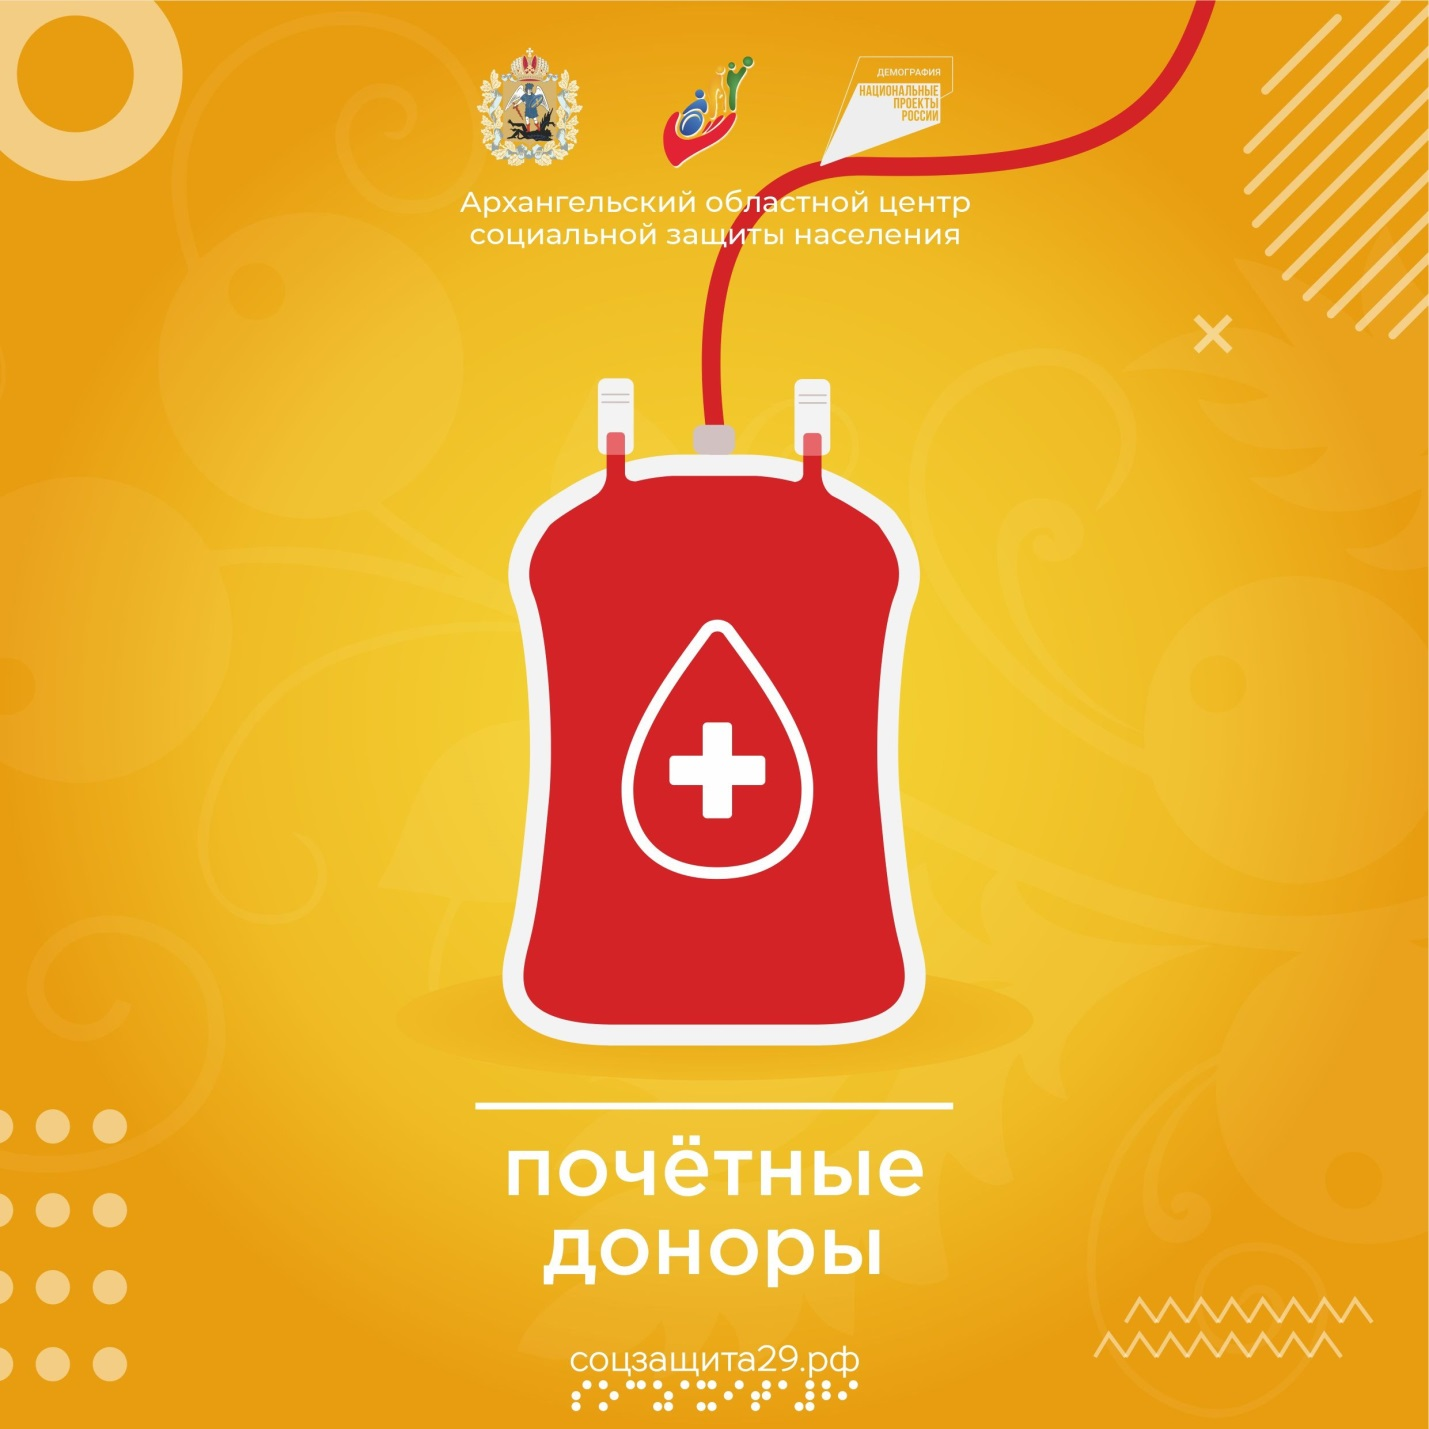 ДЕМОГРАФИЯ
НАЦИОНАЛЬНЫЕ
ПРОЕКТЫ
РОССИИ
Архангельский областной центр
социальной защиты населения
почётные
доноры
соцзащита29.рф